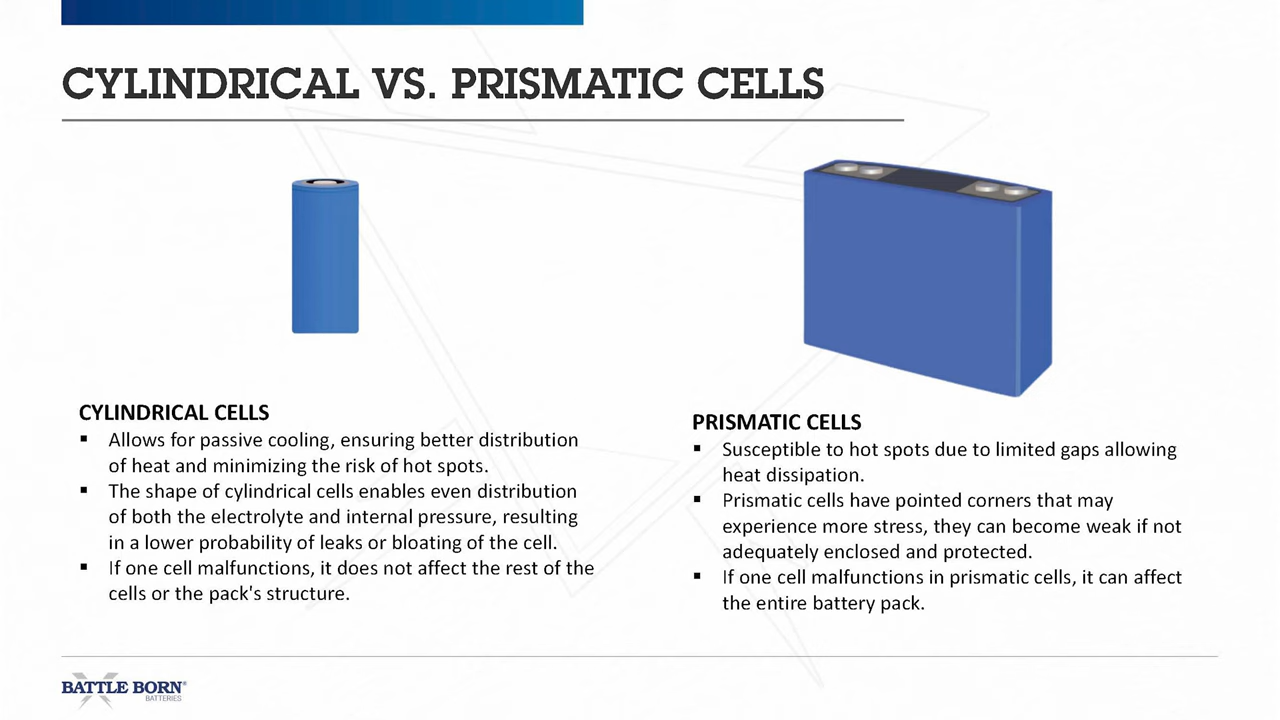 CYLINDRICAL VS. PRISMATIC CELLS
CYLINDRICAL CELLS
▪ Allows for passive cooling, ensuring better distribution
of heat and minimizing the risk of hot spots.
▪ The shape of cylindrical cells enables even distribution
of both the electrolyte and internal pressure, resulting
in a lower probability of leaks or bloating of the cell.
▪ If one cell malfunctions, it does not affect the rest of the
cells or the pack's structure.
PRISMATIC CELLS
▪ Susceptible to hot spots due to limited gaps allowing
heat dissipation.
▪ Prismatic cells have pointed corners that may
experience more stress, they can become weak if not
adequately enclosed and protected.
▪ If one cell malfunctions in prismatic cells, it can affect
the entire battery pack.
BATTLE BORN®
BATTERIES